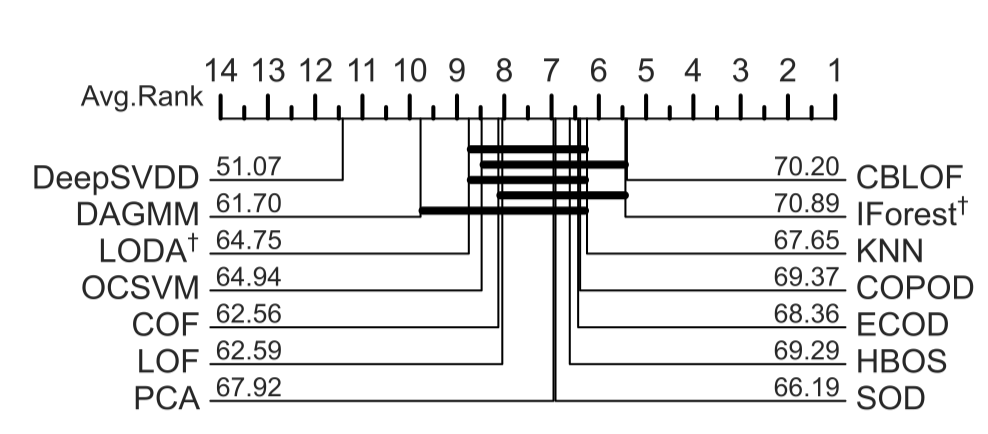 14 13 12 11 10 9 8 7 6 5 4 3 2 1
Avg.Rank
DeepSVDD 51.07 70.20 CBLOF
DAGMM 61.70 70.89 IForest†
LODA† 64.75 67.65 KNN
OCSVM 64.94 69.37 COPOD
COF 62.56 68.36 ECOD
LOF 62.59 69.29 HBOS
PCA 67.92 66.19 SOD